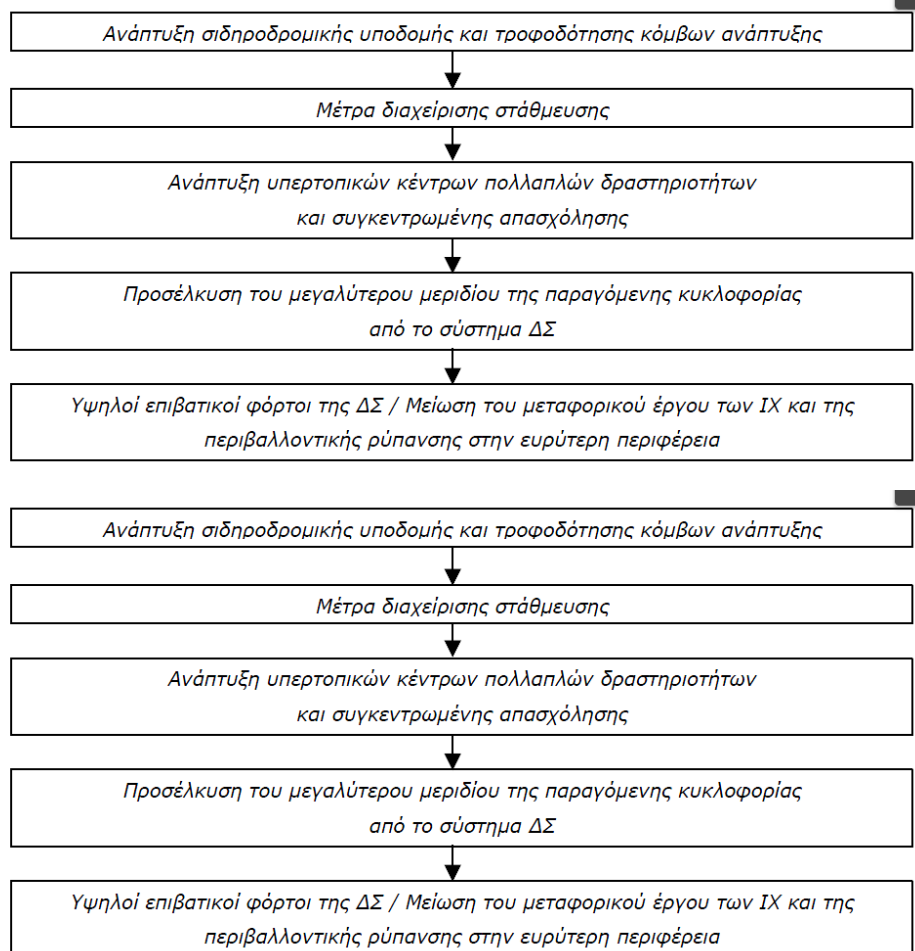 Ανάπτυξη σιδηροδρομικής υποδομής και τροφοδότησης κόμβων ανάπτυξης
Μέτρα διαχείρισης στάθμευσης
Ανάπτυξη υπερτοπικών κέντρων πολλαπλών δραστηριοτήτων
και συγκεντρωμένης απασχόλησης
Προσέλκυση του μεγαλύτερου μεριδίου της παραγόμενης κυκλοφορίας
από το σύστημα ΔΣ
Υψηλοί επιβατικοί φόρτοι της ΔΣ / Μείωση του μεταφορικού έργου των ΙΧ και της
περιβαλλοντικής ρύπανσης στην ευρύτερη περιφέρεια
Ανάπτυξη σιδηροδρομικής υποδομής και τροφοδότησης κόμβων ανάπτυξης
Μέτρα διαχείρισης στάθμευσης
Ανάπτυξη υπερτοπικών κέντρων πολλαπλών δραστηριοτήτων
και συγκεντρωμένης απασχόλησης
Προσέλκυση του μεγαλύτερου μεριδίου της παραγόμενης κυκλοφορίας
από το σύστημα ΔΣ
Υψηλοί επιβατικοί φόρτοι της ΔΣ / Μείωση του μεταφορικού έργου των ΙΧ και της
περιβαλλοντικής ρύπανσης στην ευρύτερη περιφέρεια